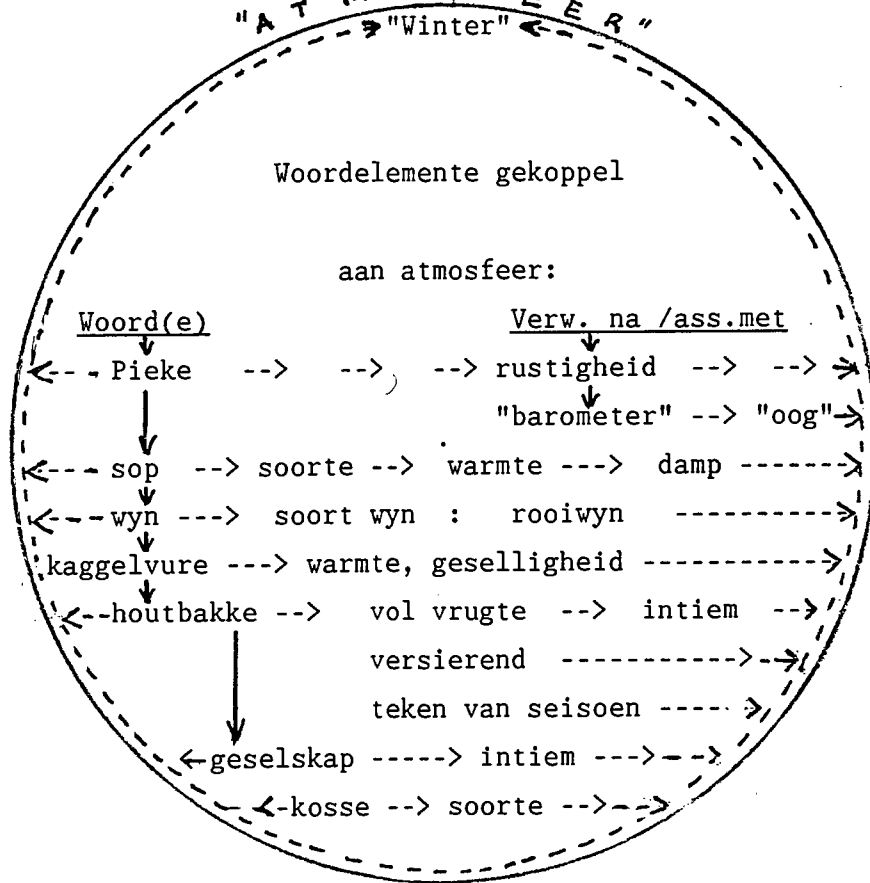 "Winter"
Woordelemente gekoppel
aan atmosfeer:
Woord(e) Verw. na /ass.met
<-- - Pieke --> --> --> rustigheid --> -->
"barometer" --> "oog"->
<--- - sop --> soorte --> warmte ---> damp ------->
<----wyn ---> soort wyn : rooiwyn ---------->
kaggelvure ---> warmte, geselligheid ----------->
<--houtbakke --> vol vrugte --> intiem -->
versierend ----------->-->
teken van seisoen ----->
<-geselskap -----> intiem --->-->
<-kosse --> soorte -->-->